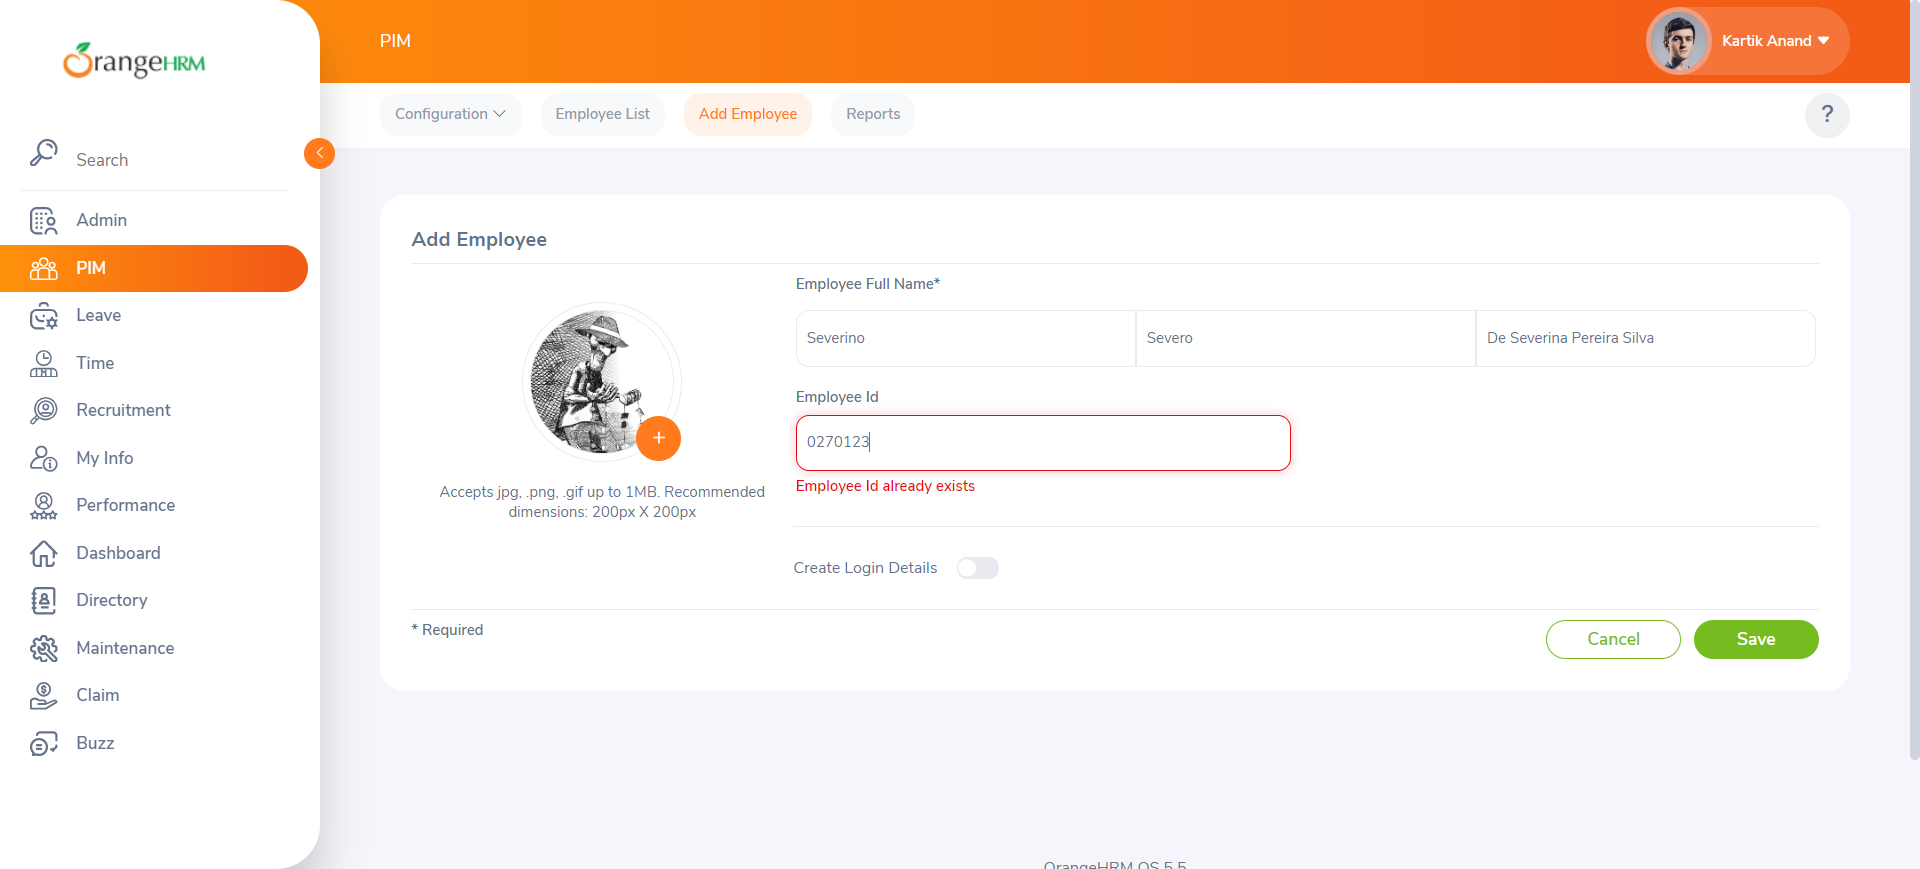 OrangeHRM
Search
Admin
PIM
Leave
Time
Recruitment
My Info
Performance
Dashboard
Directory
Maintenance
Claim
Buzz
PIM
Kartik Anand
Configuration
Employee List
Add Employee
Reports
?
Add Employee
Accepts jpg, .png, .gif up to 1MB. Recommended
dimensions: 200px X 200px
Employee Full Name*
Severino
Severo
De Severina Pereira Silva
Employee Id
0270123
Employee Id already exists
Create Login Details
* Required
Cancel
Save
OrangeHRM OS 5.5